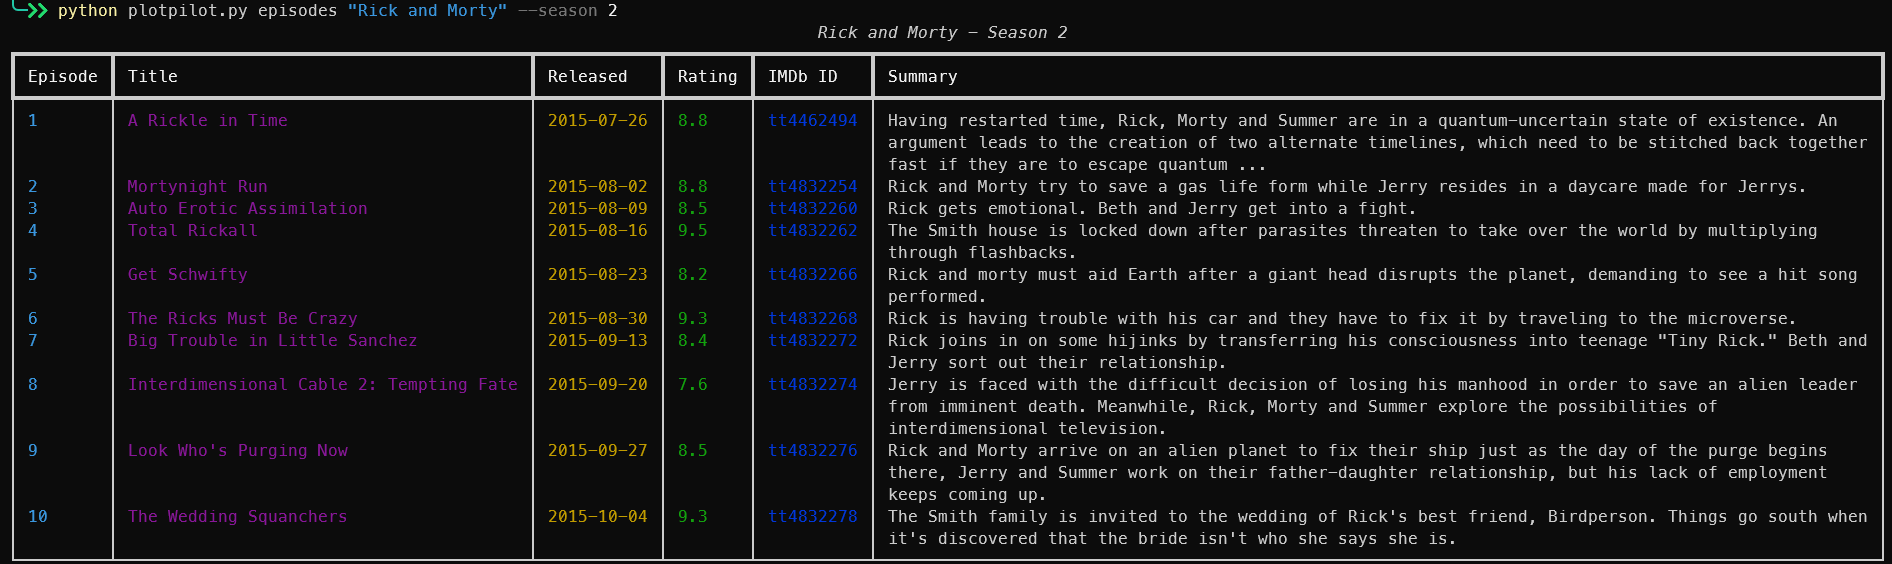 python plotpilot.py episodes "Rick and Morty" --season 2
Rick and Morty - Season 2
Episode Title Released Rating IMDb ID Summary
1 A Rickle in Time 2015-07-26 8.8 tt4462494 Having restarted time, Rick, Morty and Summer are in a quantum-uncertain state of existence. An
argument leads to the creation of two alternate timelines, which need to be stitched back together
fast if they are to escape quantum ...
2 Mortynight Run 2015-08-02 8.8 tt4832254 Rick and Morty try to save a gas life form while Jerry resides in a daycare made for Jerrys.
3 Auto Erotic Assimilation 2015-08-09 8.5 tt4832260 Rick gets emotional. Beth and Jerry get into a fight.
4 Total Rickall 2015-08-16 9.5 tt4832262 The Smith house is locked down after parasites threaten to take over the world by multiplying
through flashbacks.
5 Get Schwifty 2015-08-23 8.2 tt4832266 Rick and morty must aid Earth after a giant head disrupts the planet, demanding to see a hit song
performed.
6 The Ricks Must Be Crazy 2015-08-30 9.3 tt4832268 Rick is having trouble with his car and they have to fix it by traveling to the microverse.
7 Big Trouble in Little Sanchez 2015-09-13 8.4 tt4832272 Rick joins in on some hijinks by transferring his consciousness into teenage "Tiny Rick." Beth and
Jerry sort out their relationship.
8 Interdimensional Cable 2: Tempting Fate 2015-09-20 7.6 tt4832274 Jerry is faced with the difficult decision of losing his manhood in order to save an alien leader
from imminent death. Meanwhile, Rick, Morty and Summer explore the possibilities of
interdimensional television.
9 Look Who's Purging Now 2015-09-27 8.5 tt4832276 Rick and Morty arrive on an alien planet to fix their ship just as the day of the purge begins
there, Jerry and Summer work on their father-daughter relationship, but his lack of employment
keeps coming up.
10 The Wedding Squanchers 2015-10-04 9.3 tt4832278 The Smith family is invited to the wedding of Rick's best friend, Birdperson. Things go south when
it's discovered that the bride isn't who she says she is.